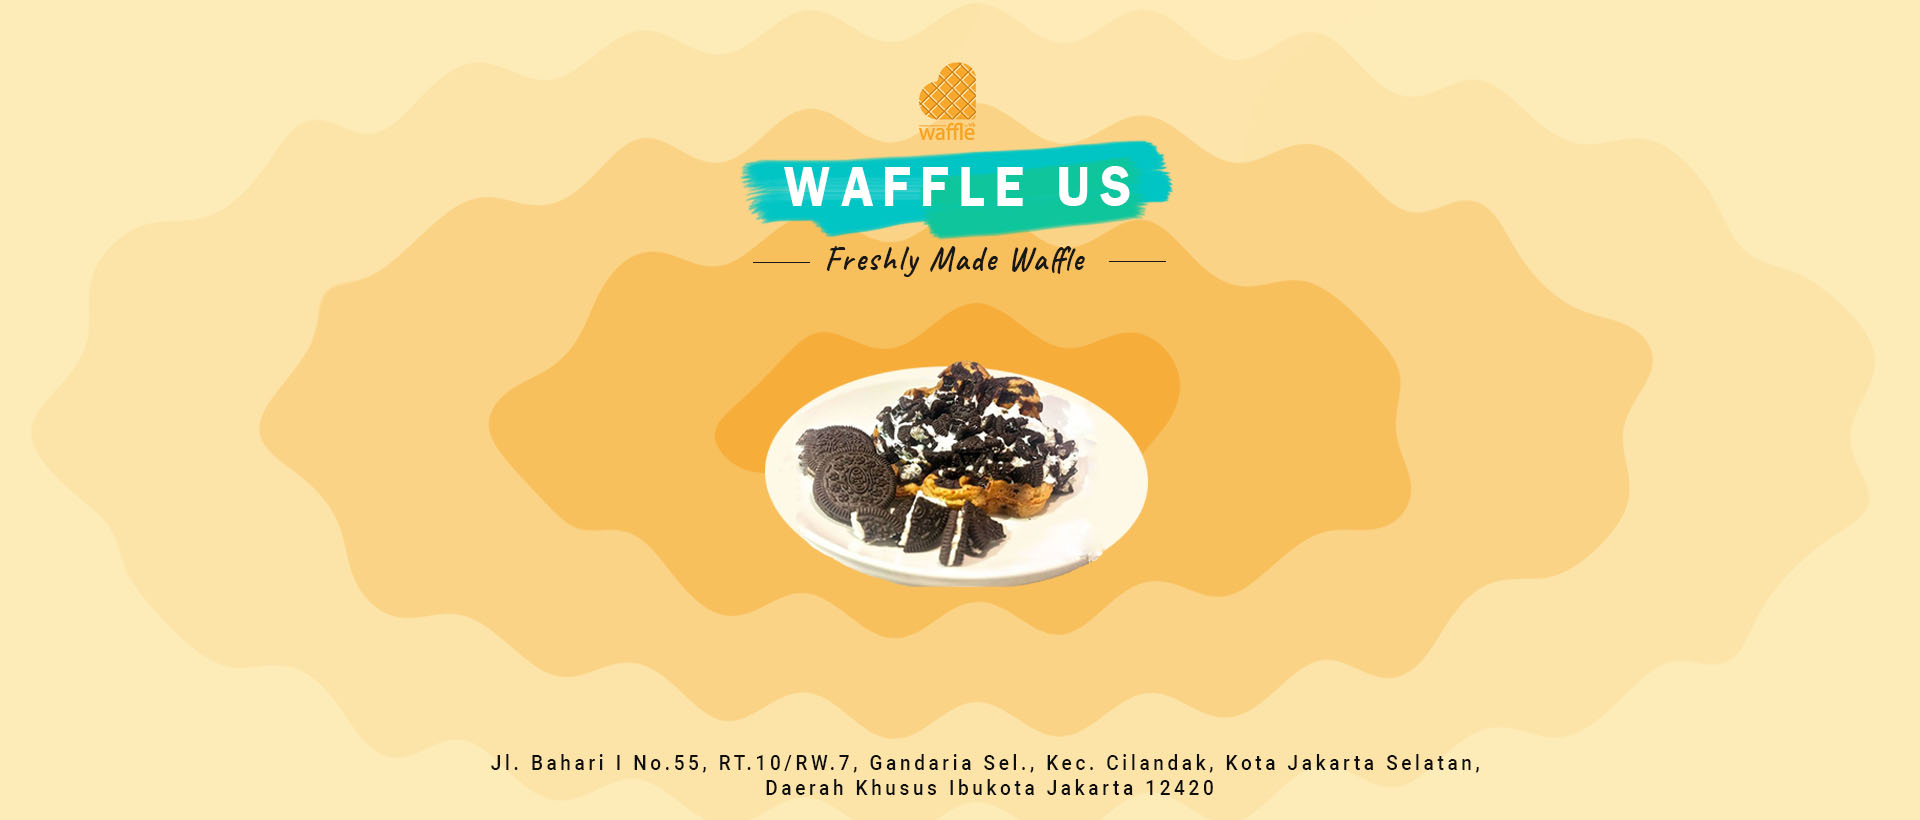 waffle
WAFFLE US
Freshly Made Waffle
Jl. Bahari I No.55, RT.10/RW.7, Gandaria Sel., Kec. Cilandak, Kota Jakarta Selatan,
Daerah Khusus Ibukota Jakarta 12420